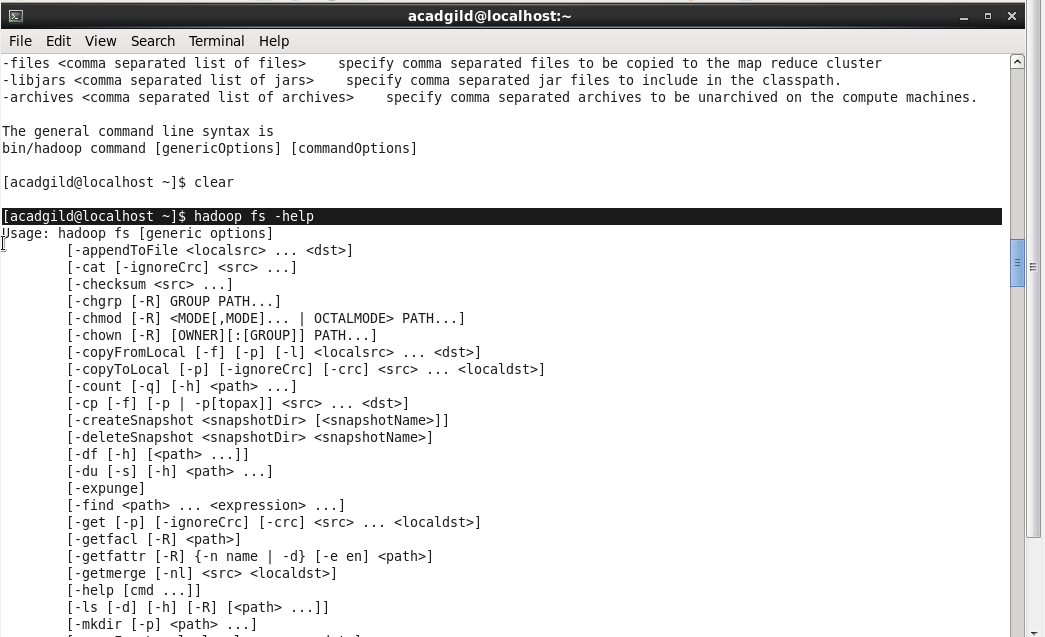 acadgild@localhost:~
File Edit View Search Terminal Help
-files <comma separated list of files>    specify comma separated files to be copied to the map reduce cluster
-libjars <comma separated list of jars>    specify comma separated jar files to include in the classpath.
-archives <comma separated list of archives>    specify comma separated archives to be unarchived on the compute machines.
The general command line syntax is
bin/hadoop command [genericOptions] [commandOptions]
[acadgild@localhost ~]$ clear
[acadgild@localhost ~]$ hadoop fs -help
Usage: hadoop fs [generic options]
[-appendToFile <localsrc> ... <dst>]
[-cat [-ignoreCrc] <src> ...]
[-checksum <src> ...]
[-chgrp [-R] GROUP PATH...]
[-chmod [-R] <MODE[,MODE]... | OCTALMODE> PATH...]
[-chown [-R] [OWNER][:[GROUP]] PATH...]
[-copyFromLocal [-f] [-p] [-l] <localsrc> ... <dst>]
[-copyToLocal [-p] [-ignoreCrc] [-crc] <src> ... <localdst>]
[-count [-q] [-h] <path> ...]
[-cp [-f] [-p | -p[topax]] <src> ... <dst>]
[-createSnapshot <snapshotDir> [<snapshotName>]]
[-deleteSnapshot <snapshotDir> <snapshotName>]
[-df [-h] [<path> ...]]
[-du [-s] [-h] <path> ...]
[-expunge]
[-find <path> ... <expression> ...]
[-get [-p] [-ignoreCrc] [-crc] <src> ... <localdst>]
[-getfacl [-R] <path>]
[-getfattr [-R] {-n name | -d} [-e en] <path>]
[-getmerge [-nl] <src> <localdst>]
[-help [cmd ...]]
[-ls [-d] [-h] [-R] [<path> ...]]
[-mkdir [-p] <path> ...]